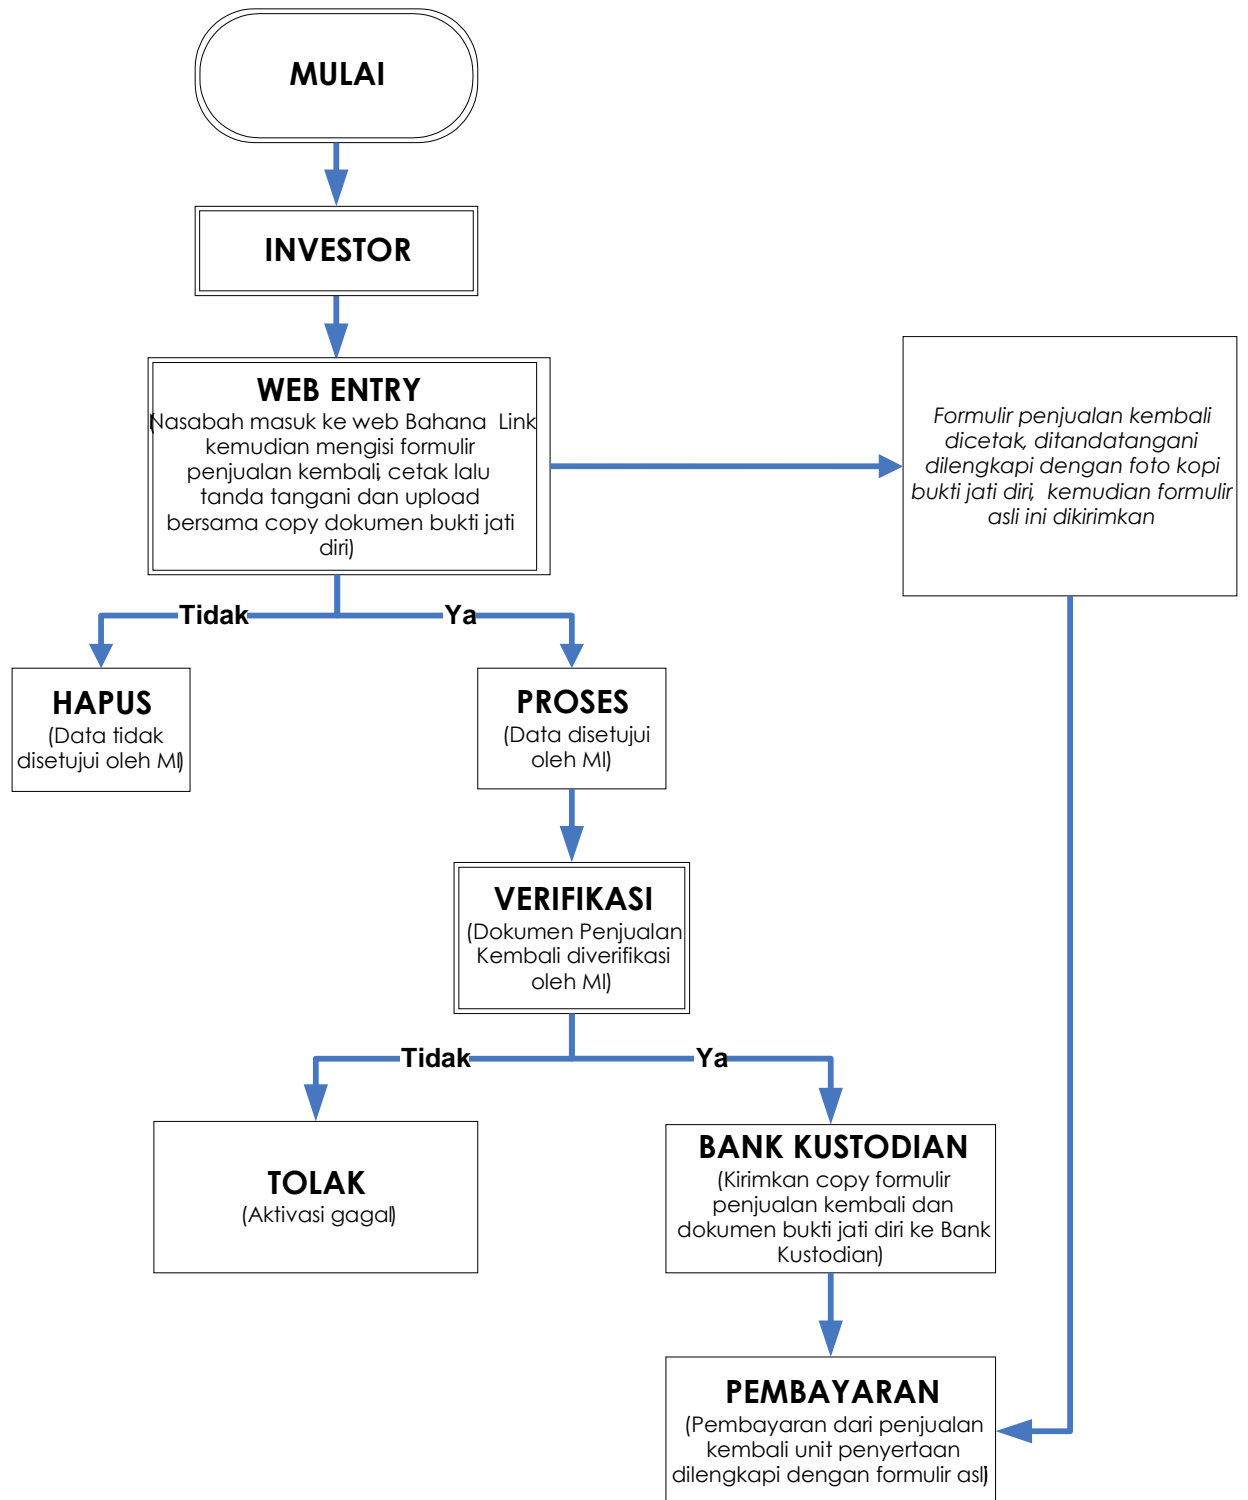 MULAI
INVESTOR
WEB ENTRY
(Nasabah masuk ke web Bahana Link
kemudian mengisi formulir
penjualan kembali, cetak lalu
tanda tangani dan upload
bersama copy dokumen bukti jati
diri)
Formulir penjualan kembali
dicetak, ditandatangani
dilengkapi dengan foto kopi
bukti jati diri, kemudian formulir
asli ini dikirimkan
Tidak
Ya
HAPUS
(Data tidak
disetujui oleh MI)
PROSES
(Data disetujui
oleh MI)
VERIFIKASI
(Dokumen Penjualan
Kembali diverifikasi
oleh MI)
Tidak
Ya
TOLAK
(Aktivasi gagal)
BANK KUSTODIAN
(Kirimkan copy formulir
penjualan kembali dan
dokumen bukti jati diri ke Bank
Kustodian)
PEMBAYARAN
(Pembayaran dari penjualan
kembali unit penyertaan
dilengkapi dengan formulir asli)